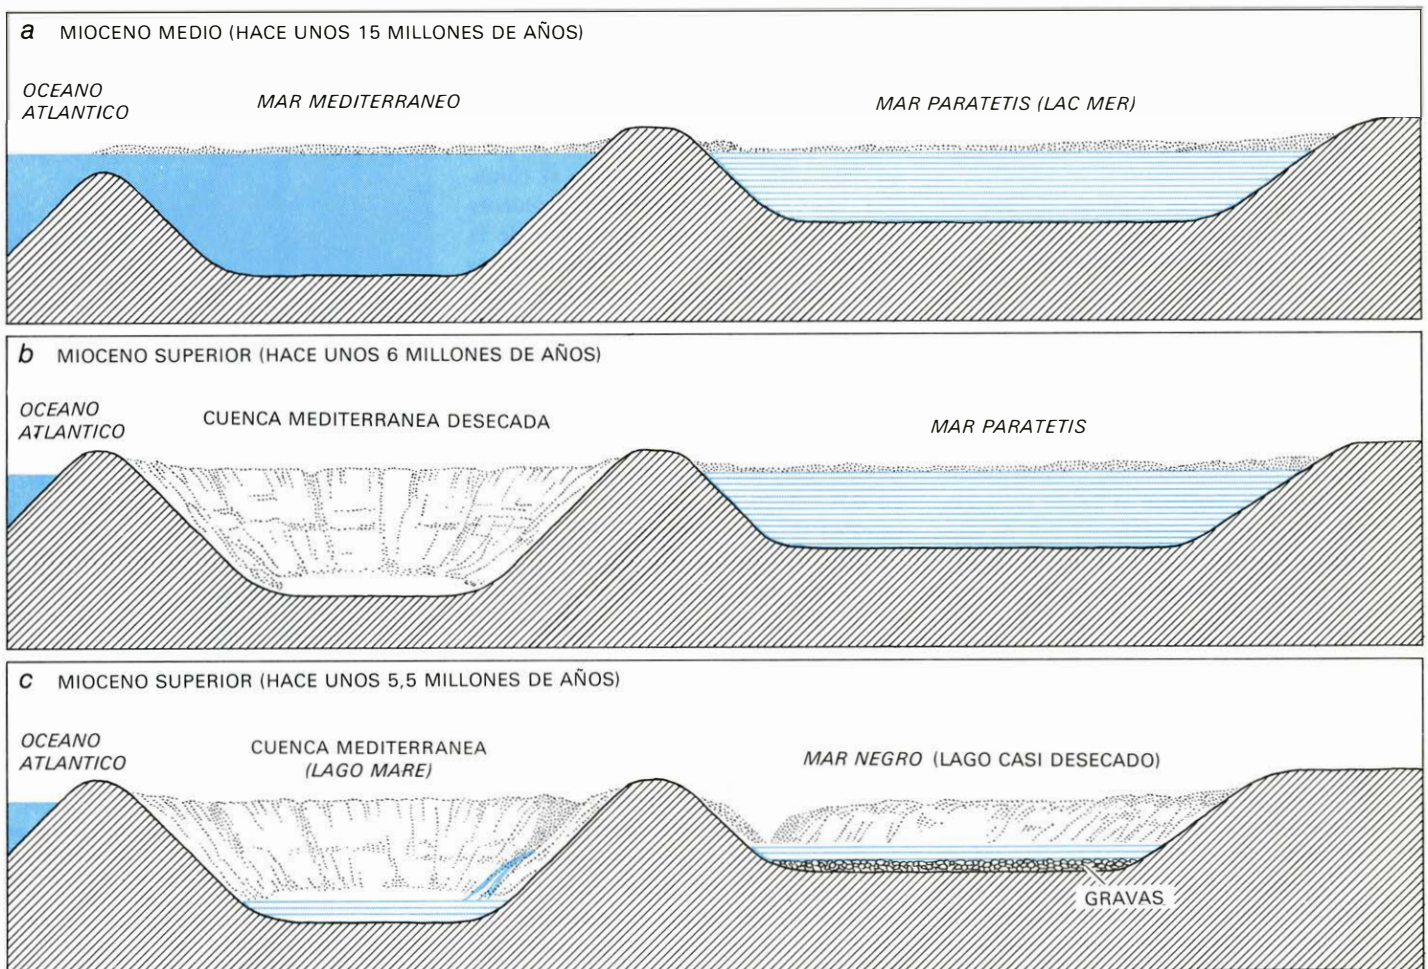 a MIOCENO MEDIO (HACE UNOS 15 MILLONES DE AÑOS)
OCEANO
ATLANTICO
MAR MEDITERRANEO
MAR PARATETIS (LAC MER)
b MIOCENO SUPERIOR (HACE UNOS 6 MILLONES DE AÑOS)
OCEANO
ATLANTICO
CUENCA MEDITERRANEA DESECADA
MAR PARATETIS
c MIOCENO SUPERIOR (HACE UNOS 5,5 MILLONES DE AÑOS)
OCEANO
ATLANTICO
CUENCA MEDITERRANEA
(LAGO MARE)
MAR NEGRO (LAGO CASI DESECADO)
GRAVAS